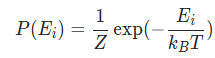 P(E_i) = \frac{1}{Z} \exp(-\frac{E_i}{k_B T})